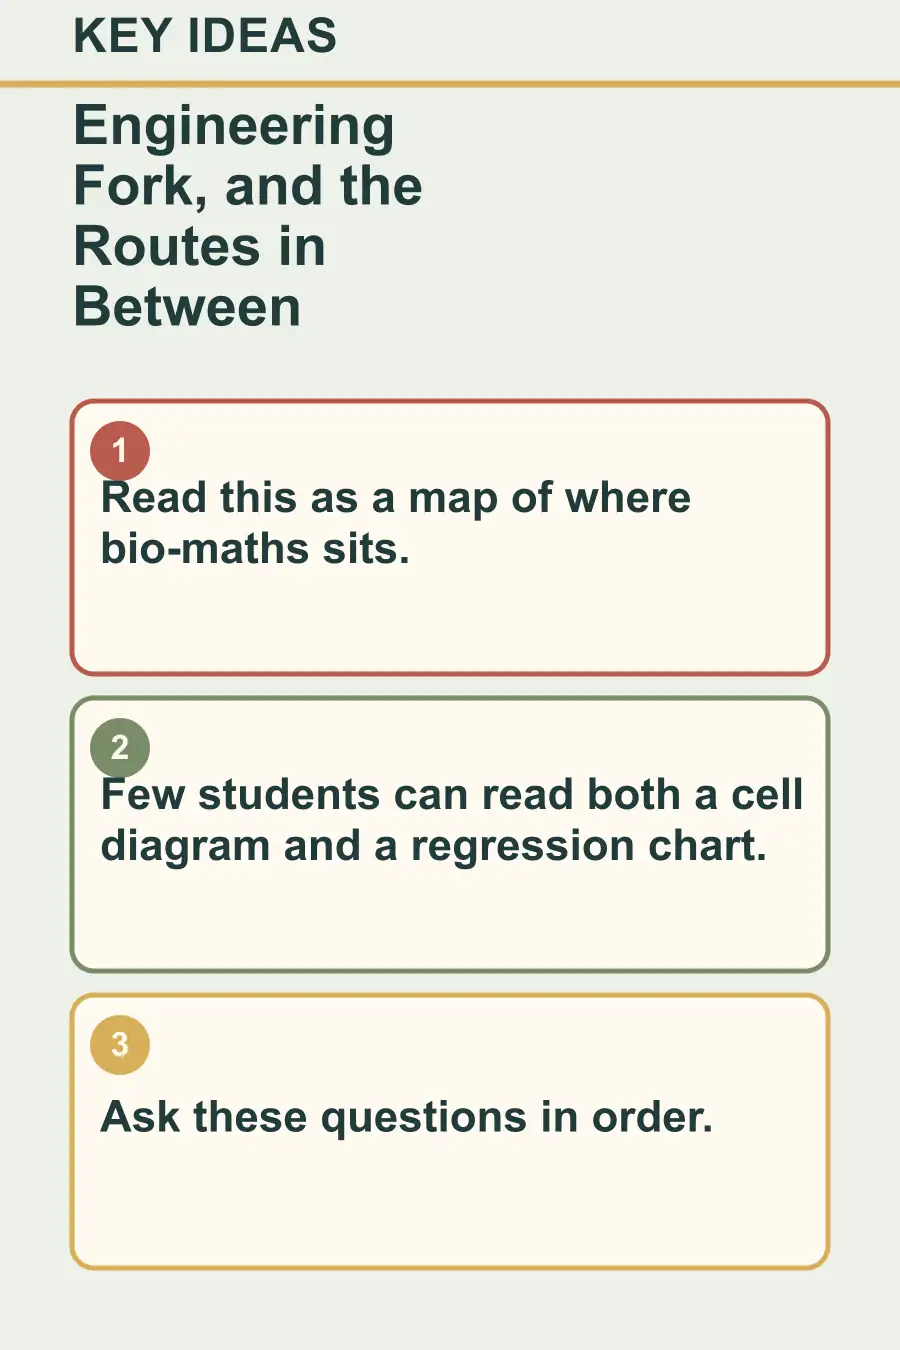 KEY IDEAS
Engineering
Fork, and the
Routes in
Between
1
Read this as a map of where
bio-maths sits.
2
Few students can read both a cell
diagram and a regression chart.
3
Ask these questions in order.